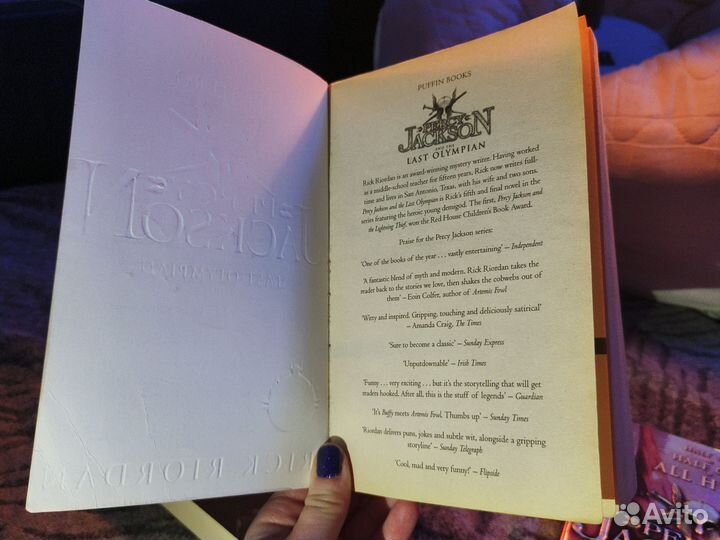 PUFFIN BOOKS
PERCY
JACKSON
AND THE
LAST OLYMPIAN
Rick Riordan is an award-winning mystery writer. Having worked
as a middle-school teacher for fifteen years, Rick now writes full-
time and lives in San Antonio, Texas, with his wife and two sons.
Percy Jackson and the Last Olympian is Rick's fifth and final novel in the
series featuring the heroic young demigod. The first, Percy Jackson and
the Lightning Thief, won the Red House Children's Book Award.
Praise for the Percy Jackson series:
'One of the books of the year . . . vastly entertaining' – Independent
'A fantastic blend of myth and modern. Rick Riordan takes the
reader back to the stories we love, then shakes the cobwebs out of
them' – Eoin Colfer, author of Artemis Fowl
'Witty and inspired. Gripping, touching and deliciously satirical'
– Amanda Craig, The Times
'Sure to become a classic' – Sunday Express
'Unputdownable' – Irish Times
'Funny . . . very exciting . . . but it's the storytelling that will get
readers hooked. After all, this is the stuff of legends' – Guardian
'It's Buffy meets Artemis Fowl. Thumbs up' – Sunday Times
'Riordan delivers puns, jokes and subtle wit, alongside a gripping
storyline' – Sunday Telegraph
'Cool, mad and very funny!' – Flipside
JACKSON
LAST OLYMPIAN
RICK RIORDAN
HALF
ALL H
Avito